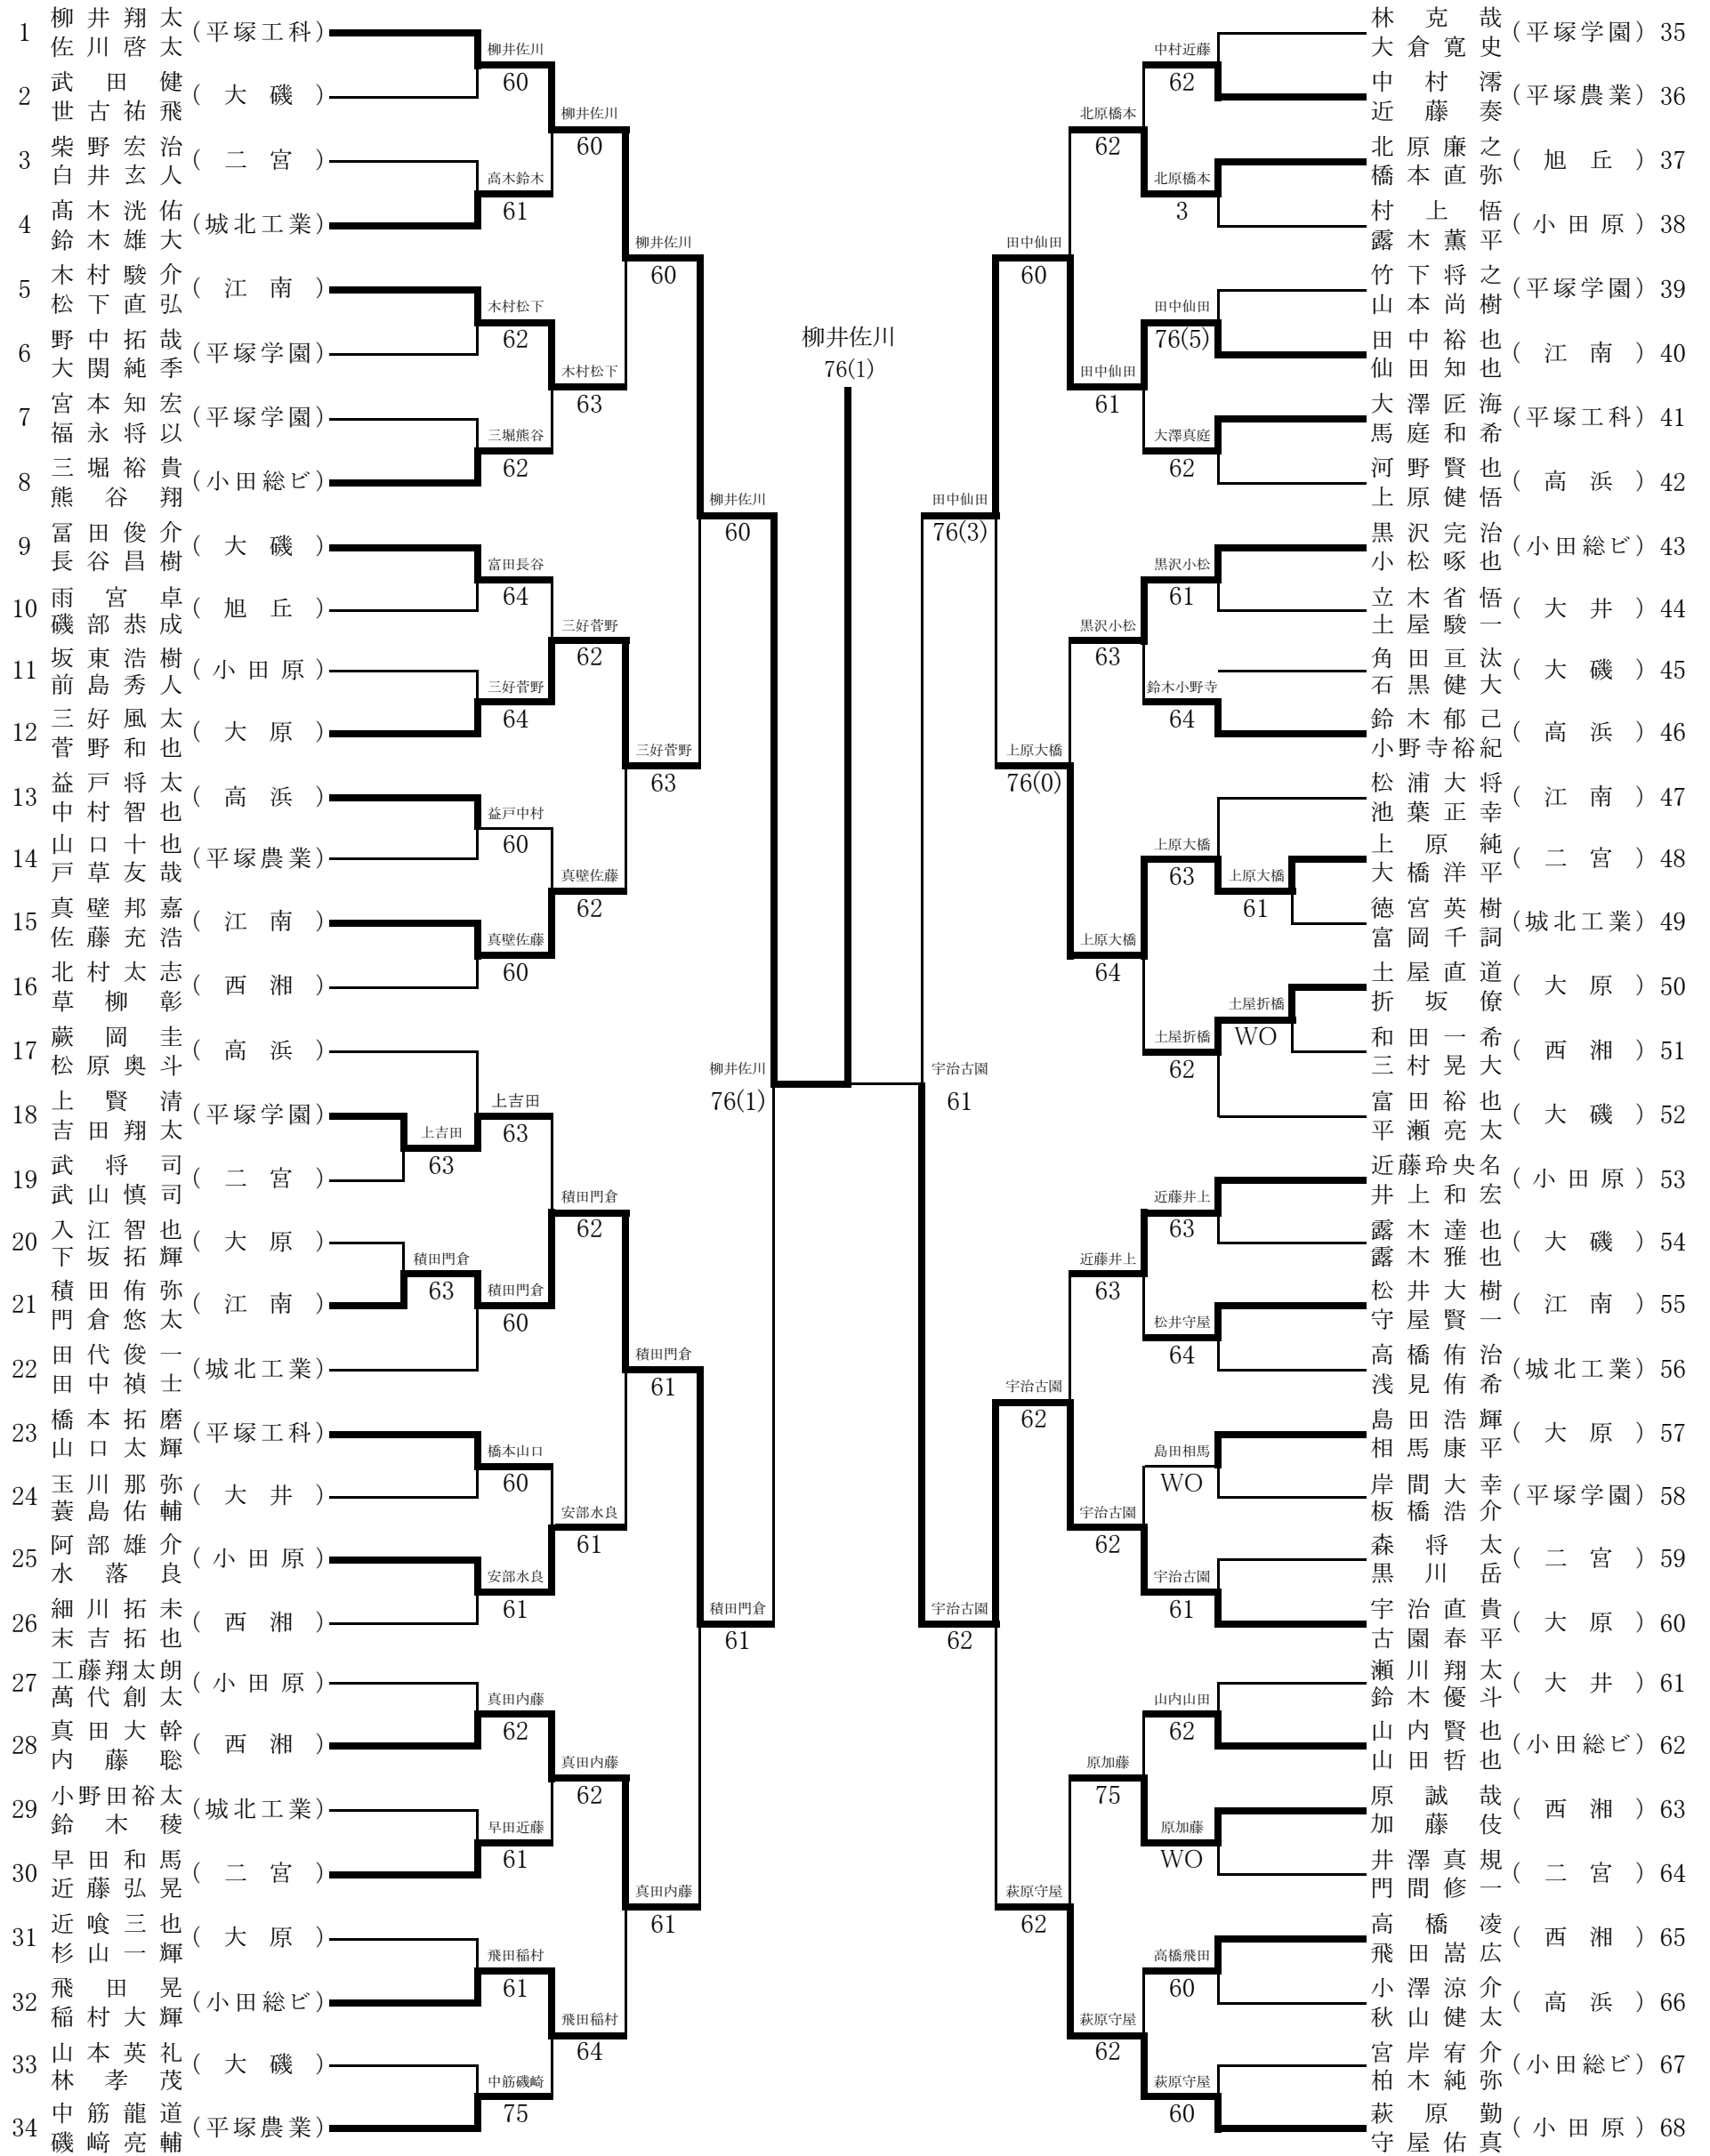 1 柳井翔太 佐川啓太 (平塚工科)
2 武田健 世古祐飛 (大磯)
3 柴野宏治 白井玄人 (二宮)
4 髙木洸佑 鈴木雄大 (城北工業)
5 木村駿介 松下直弘 (江南)
6 野中拓哉 大関純季 (平塚学園)
7 宮本知宏 福永将以 (平塚学園)
8 三堀裕貴 熊谷翔 (小田総ビ)
9 冨田俊介 長谷昌樹 (大磯)
10 雨宮卓 磯部恭成 (旭丘)
11 坂東浩樹 前島秀人 (小田原)
12 三好風太 菅野和也 (大原)
13 益戸将太 中村智也 (高浜)
14 山口十也 戸草友哉 (平塚農業)
15 真壁邦嘉 佐藤充浩 (江南)
16 北村太志 草柳彰 (西湘)
17 蕨岡圭 松原奥斗 (高浜)
18 上賢清 吉田翔太 (平塚学園)
19 武将司 武山慎司 (二宮)
20 入江智也 下坂拓輝 (大原)
21 積田侑弥 門倉悠太 (江南)
22 田代俊一 田中禎士 (城北工業)
23 橋本拓磨 山口太輝 (平塚工科)
24 玉川那弥 蓑島佑輔 (大井)
25 阿部雄介 水落良 (小田原)
26 細川拓未 末吉拓也 (西湘)
27 工藤翔太朗 萬代創太 (小田原)
28 真田大幹 内藤聡 (西湘)
29 小野田裕太 鈴木稜 (城北工業)
30 早田和馬 近藤弘晃 (二宮)
31 近喰三也 杉山一輝 (大原)
32 飛田晃 稲村大輝 (小田総ビ)
33 山本英礼 林孝茂 (大磯)
34 中筋龍道 磯﨑亮輔 (平塚農業)
柳井佐川 60
高木鈴木 61
木村松下 62
三堀熊谷 62
富田長谷 64
三好菅野 64
益戸中村 60
真壁佐藤 60
上吉田 63
積田門倉 63
上吉田 63
積田門倉 60
橋本山口 60
安部水良 61
真田内藤 62
早田近藤 61
飛田稲村 61
中筋磯崎 75
柳井佐川 60
木村松下 63
三好菅野 62
真壁佐藤 62
積田門倉 62
安部水良 61
真田内藤 62
飛田稲村 64
柳井佐川 60
三好菅野 63
積田門倉 61
真田内藤 61
柳井佐川 60
積田門倉 61
柳井佐川 76(1)
柳井佐川
76(1)
宇治古園 61
田中仙田 76(3)
宇治古園 62
田中仙田 60
上原大橋 76(0)
宇治古園 62
萩原守屋 62
北原橋本 62
田中仙田 61
黒沢小松 63
上原大橋 64
近藤井上 63
宇治古園 62
原加藤 75
萩原守屋 62
中村近藤 62
北原橋本 3
田中仙田 76(5)
大澤真庭 62
黒沢小松 61
鈴木小野寺 64
上原大橋 63
上原大橋 61
土屋折橋 WO
土屋折橋 62
近藤井上 63
松井守屋 64
島田相馬 WO
宇治古園 61
山内山田 62
原加藤 WO
高橋飛田 60
萩原守屋 60
林克哉 大倉寛史 (平塚学園) 35
中村澪 近藤奏 (平塚農業) 36
北原廉之 橋本直弥 (旭丘) 37
村上悟 露木薫平 (小田原) 38
竹下将之 山本尚樹 (平塚学園) 39
田中裕也 仙田知也 (江南) 40
大澤匠海 馬庭和希 (平塚工科) 41
河野賢也 上原健悟 (高浜) 42
黒沢完治 小松啄也 (小田総ビ) 43
立木省悟 土屋駿一 (大井) 44
角田亘汰 石黒健大 (大磯) 45
鈴木郁己 小野寺裕紀 (高浜) 46
松浦大将 池葉正幸 (江南) 47
上原純 大橋洋平 (二宮) 48
徳宮英樹 富岡千詞 (城北工業) 49
土屋直道 折坂僚 (大原) 50
和田一希 三村晃大 (西湘) 51
富田裕也 平瀬亮太 (大磯) 52
近藤玲央名 井上和宏 (小田原) 53
露木達也 露木雅也 (大磯) 54
松井大樹 守屋賢一 (江南) 55
高橋侑治 浅見侑希 (城北工業) 56
島田浩輝 相馬康平 (大原) 57
岸間大幸 板橋浩介 (平塚学園) 58
森将太 黒川岳 (二宮) 59
宇治直貴 古園春平 (大原) 60
瀬川翔太 鈴木優斗 (大井) 61
山内賢也 山田哲也 (小田総ビ) 62
原誠哉 加藤伎 (西湘) 63
井澤真規 門間修一 (二宮) 64
高橋凌 飛田嵩広 (西湘) 65
小澤涼介 秋山健太 (高浜) 66
宮岸宥介 柏木純弥 (小田総ビ) 67
萩原勤 守屋佑真 (小田原) 68